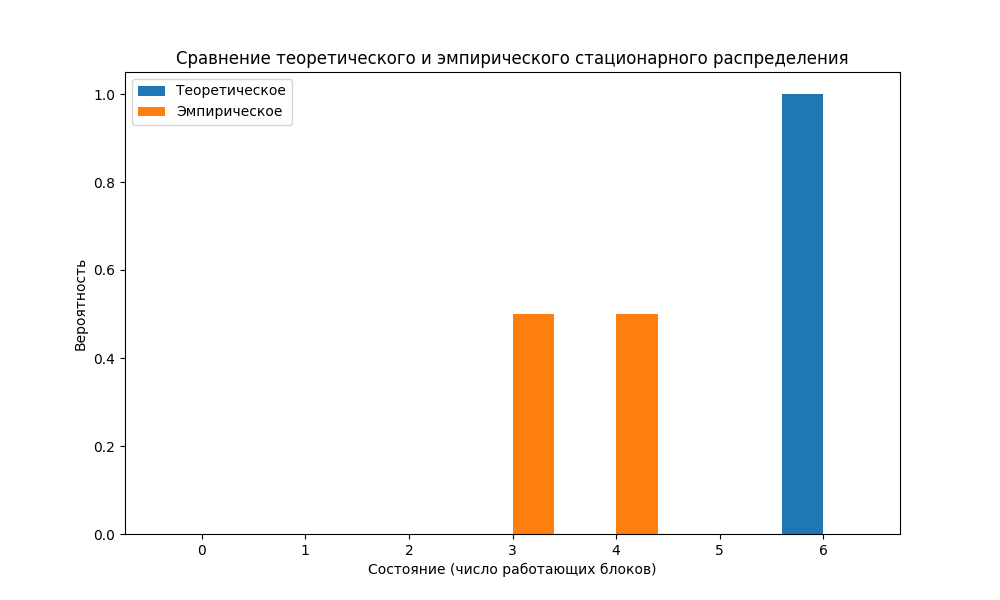 Сравнение теоретического и эмпирического стационарного распределения
Теоретическое
Эмпирическое
1.0
0.8
0.6
0.4
0.2
0.0
Вероятность
0 1 2 3 4 5 6
Состояние (число работающих блоков)